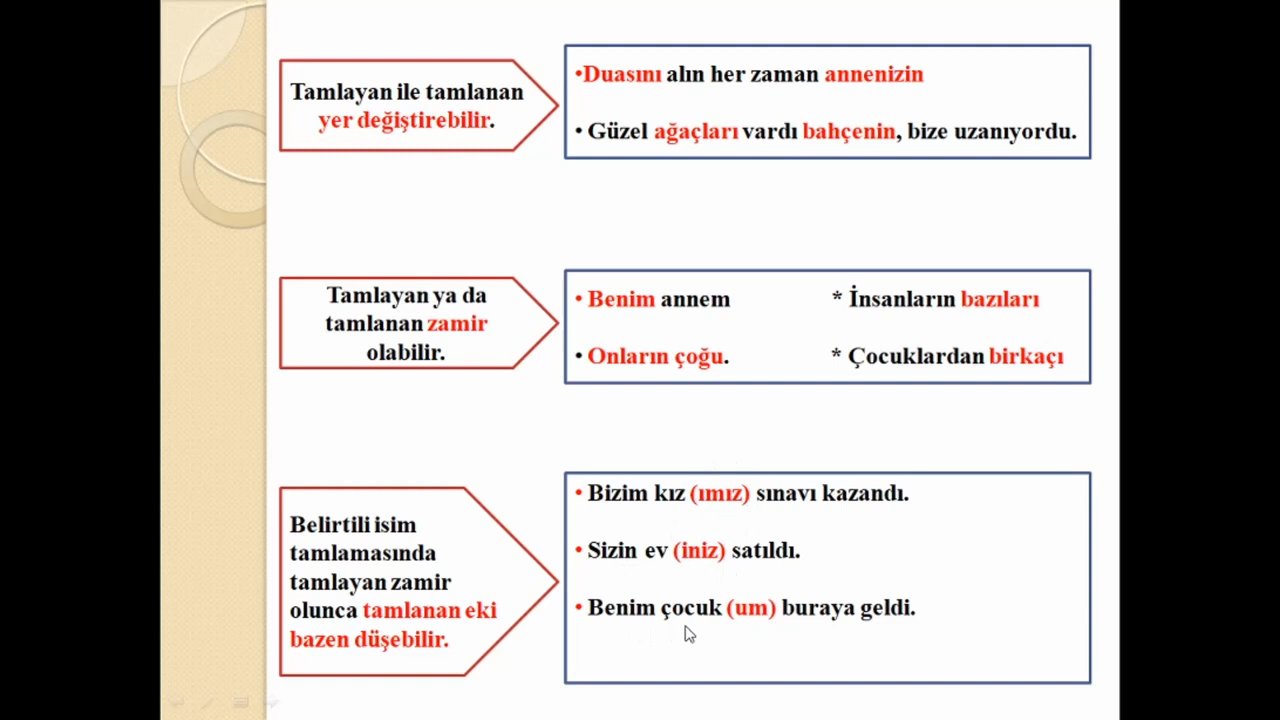 Tamlayan ile tamlanan
yer değiştirebilir.
•Duasını alın her zaman annenizin
• Güzel ağaçları vardı bahçenin, bize uzanıyordu.
Tamlayan ya da
tamlanan zamir
olabilir.
• Benim annem * İnsanların bazıları
• Onların çoğu. * Çocuklardan birkaçı
Belirtili isim
tamlamasında
tamlayan zamir
olunca tamlanan eki
bazen düşebilir.
• Bizim kız (ımız) sınavı kazandı.
• Sizin ev (iniz) satıldı.
• Benim çocuk (um) buraya geldi.